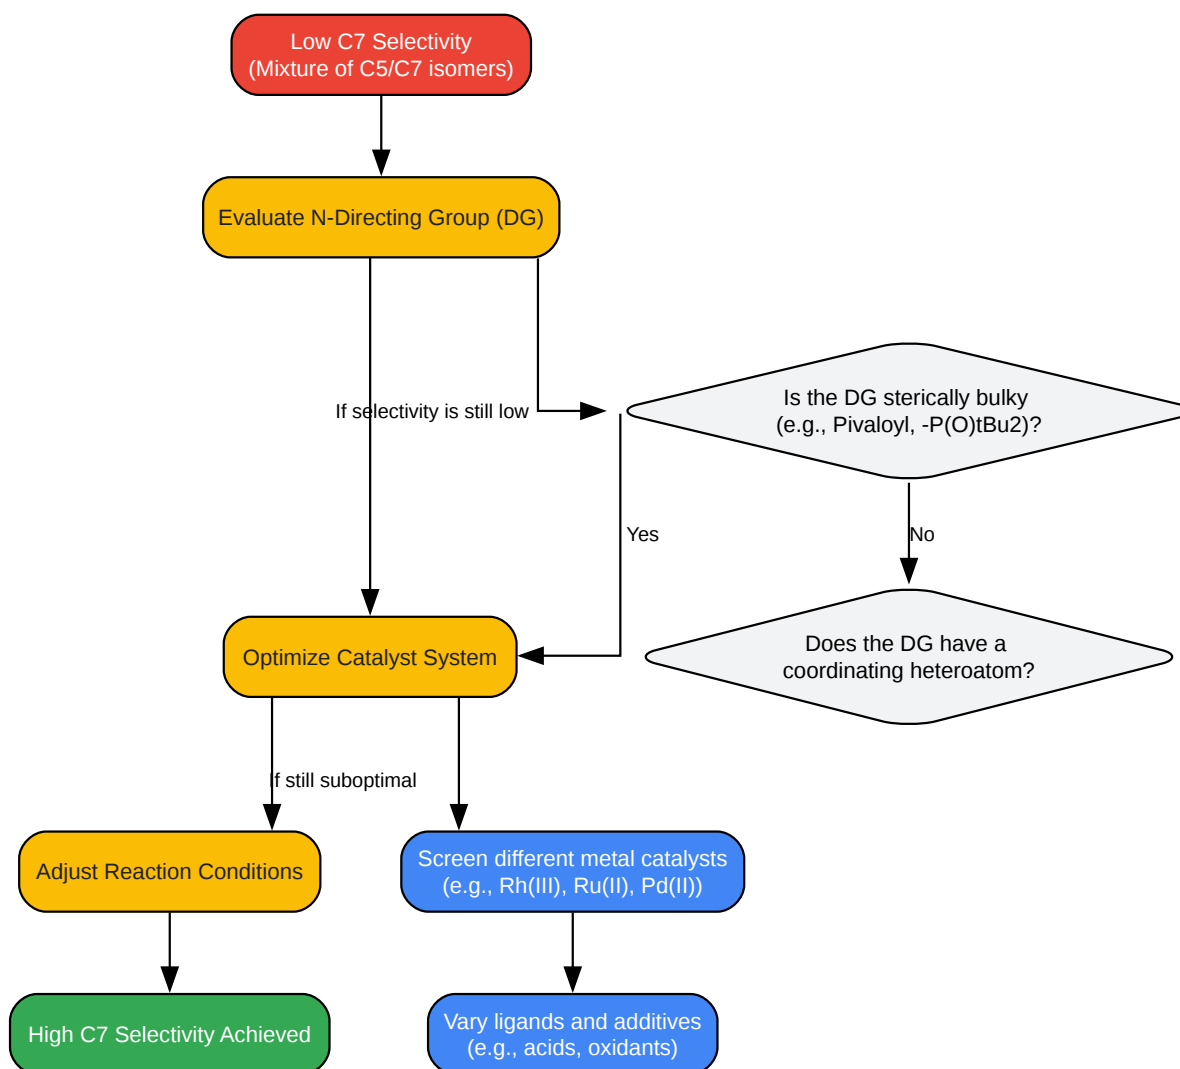 Low C7 Selectivity
(Mixture of C5/C7 isomers)
Evaluate N-Directing Group (DG)
Is the DG sterically bulky
(e.g., Pivaloyl, -P(O)tBu2)?
If selectivity is still low
Yes
No
Does the DG have a
coordinating heteroatom?
Optimize Catalyst System
If still suboptimal
Adjust Reaction Conditions
Screen different metal catalysts
(e.g., Rh(III), Ru(II), Pd(II))
High C7 Selectivity Achieved
Vary ligands and additives
(e.g., acids, oxidants)